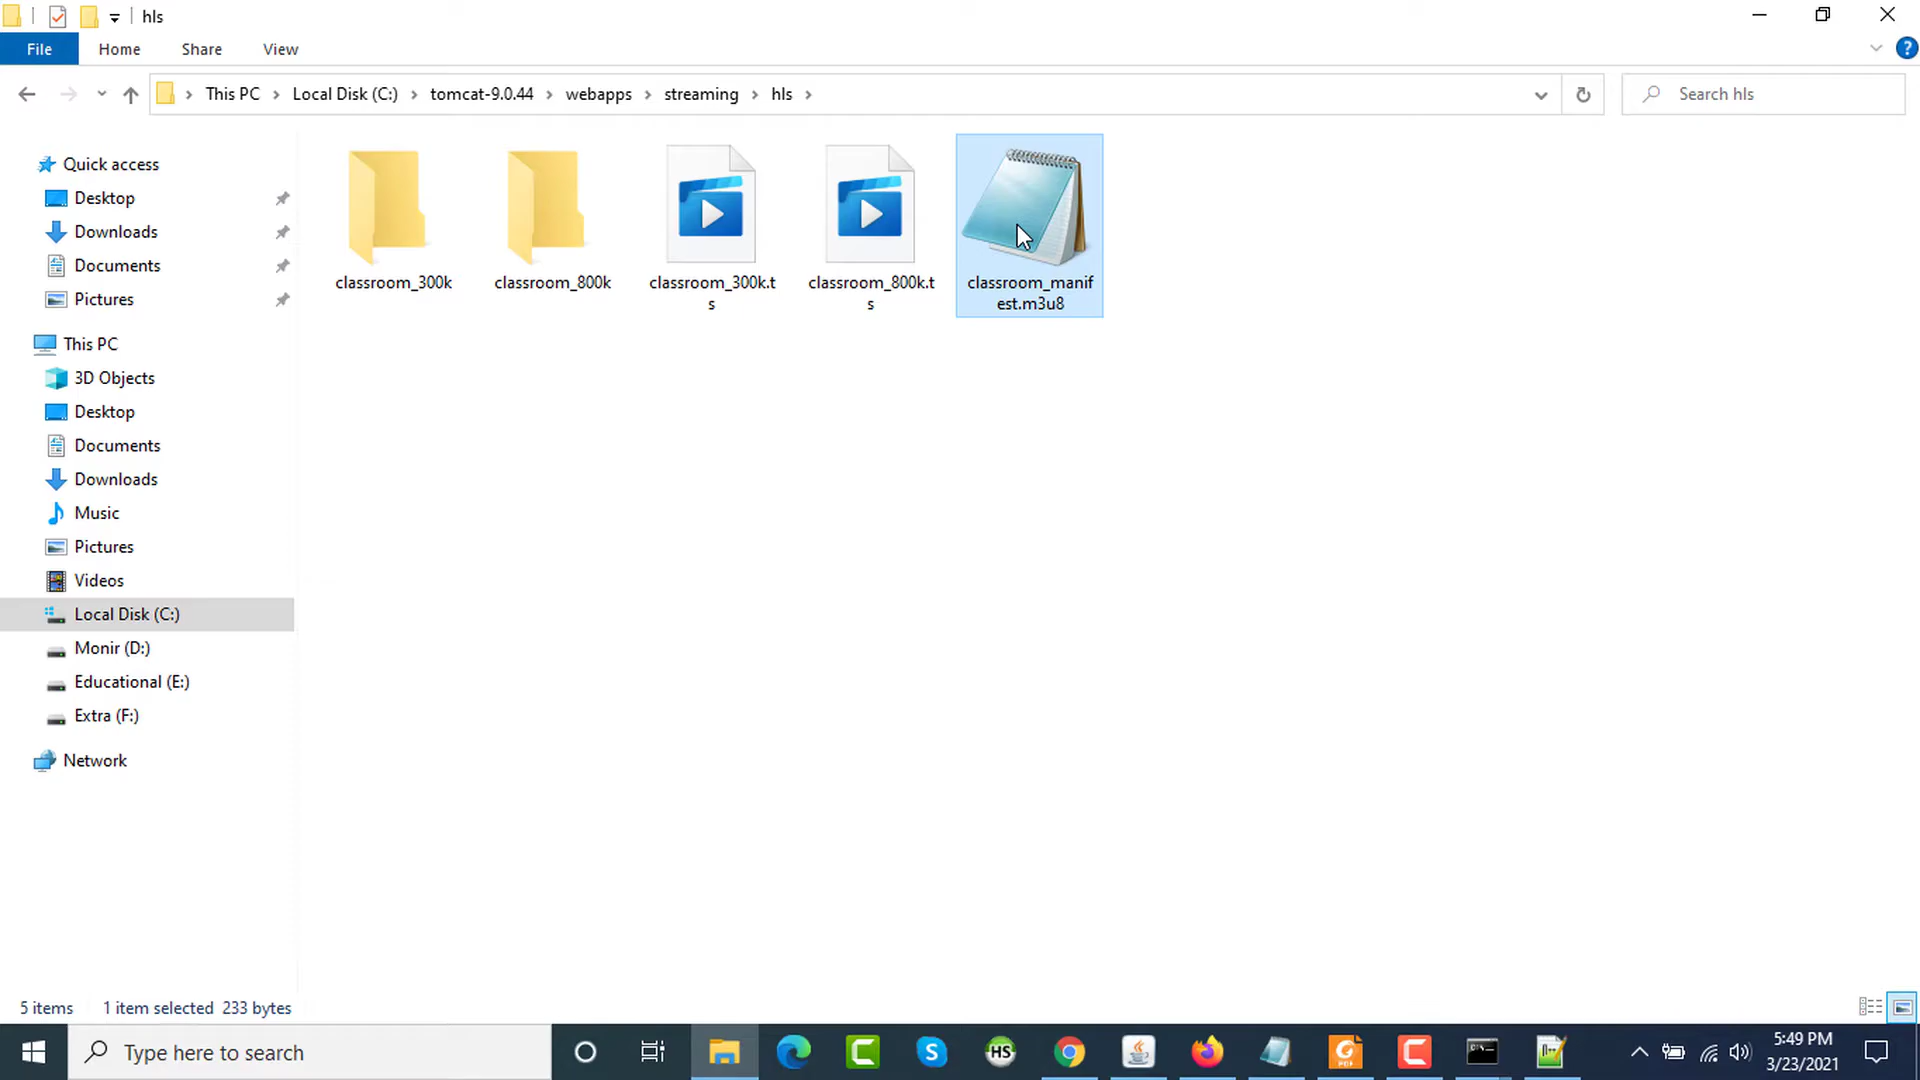 hls
File
Home
Share
View
This PC
Local Disk (C:)
tomcat-9.0.44
webapps
streaming
hls
Search hls
Quick access
Desktop
Downloads
Documents
Pictures
This PC
3D Objects
Desktop
Documents
Downloads
Music
Pictures
Videos
Local Disk (C:)
Monir (D:)
Educational (E:)
Extra (F:)
Network
classroom_300k
classroom_800k
classroom_300k.t
s
classroom_800k.t
s
classroom_manif
est.m3u8
5 items
1 item selected 233 bytes
Type here to search
HS
5:49 PM
3/23/2021